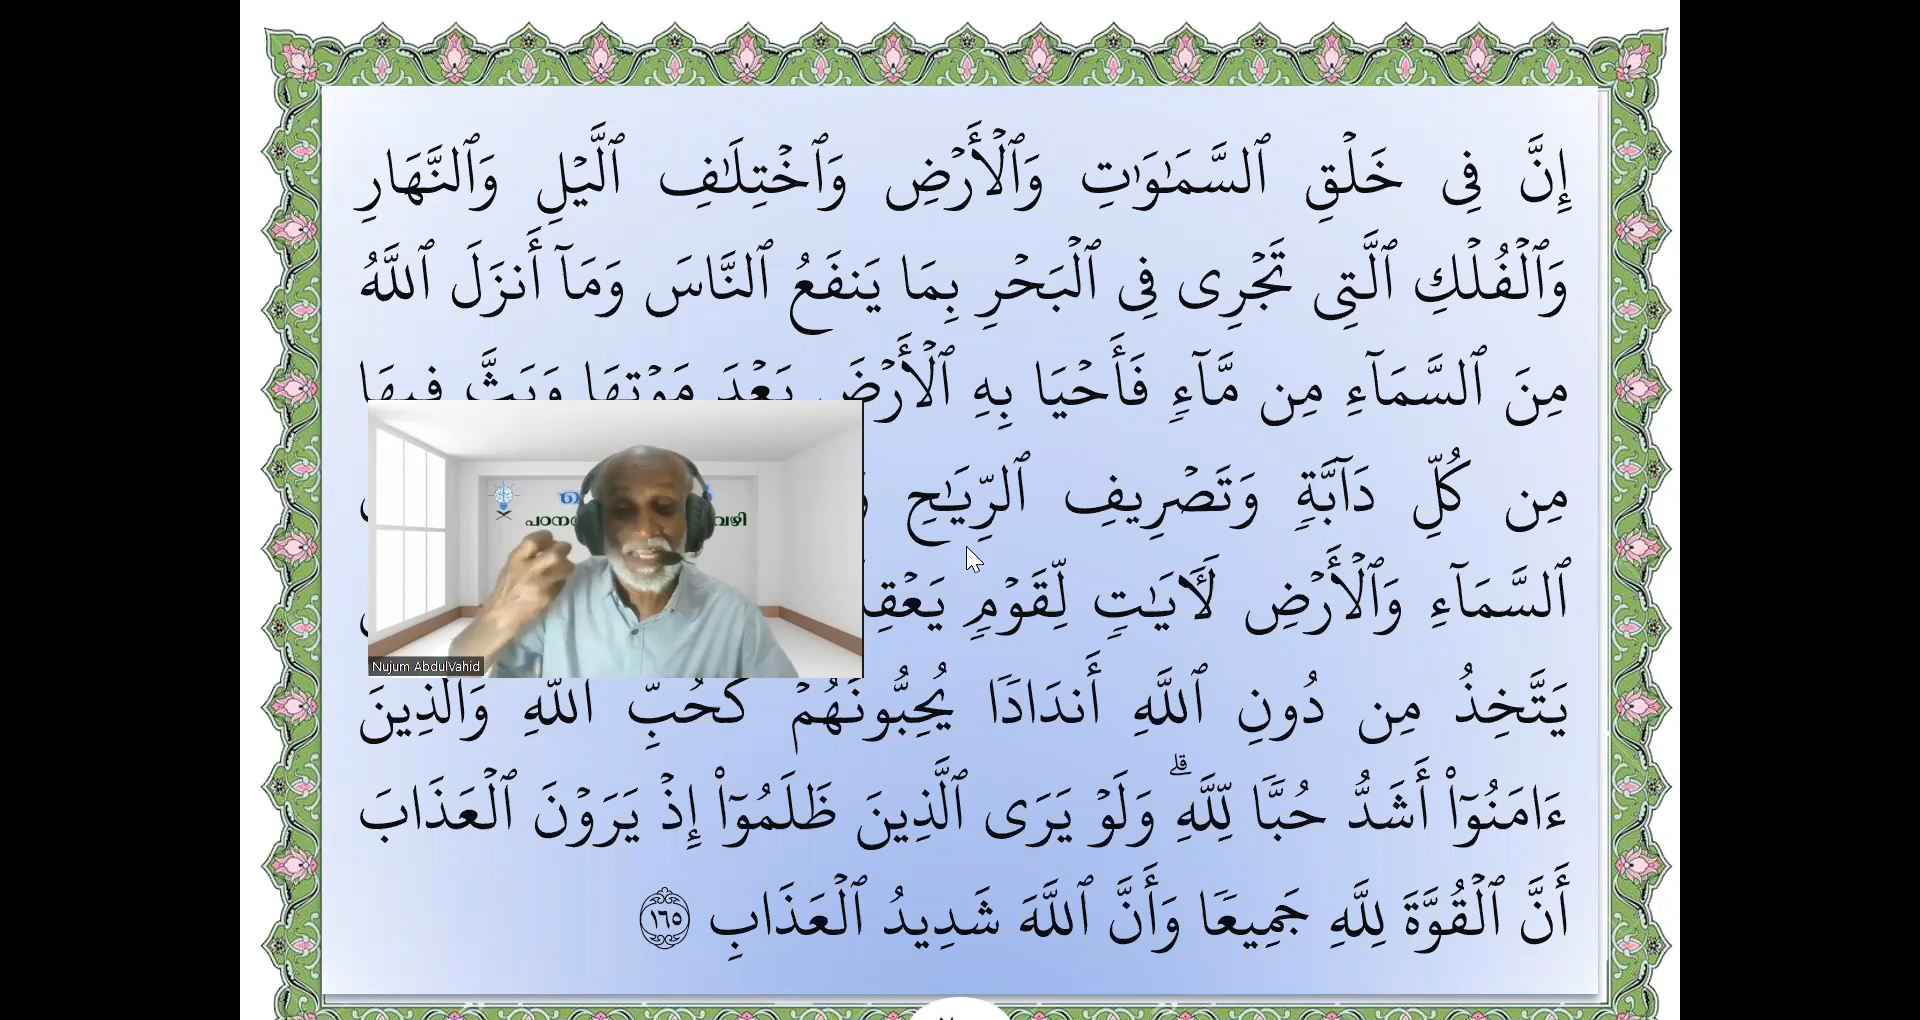 إِنَّ فِى خَلْقِ ٱلسَّمَـٰوَٰتِ وَٱلْأَرْضِ وَٱخْتِلَـٰفِ ٱلَّيْلِ وَٱلنَّهَارِ
وَٱلْفُلْكِ ٱلَّتِى تَجْرِى فِى ٱلْبَحْرِ بِمَا يَنفَعُ ٱلنَّاسَ وَمَآ أَنزَلَ ٱللَّهُ
مِنَ ٱلسَّمَآءِ مِن مَّآءٍ فَأَحْيَا بِهِ ٱلْأَرْضَ بَعْدَ مَوْتِهَا وَبَثَّ فِيهَا
مِن كُلِّ دَآبَّةٍ وَتَصْرِيفِ ٱلرِّيَـٰحِ
ٱلسَّمَآءِ وَٱلْأَرْضِ لَـَٔايَـٰتٍ لِّقَوْمٍ
يَتَّخِذُ مِن دُونِ ٱللَّهِ أَندَادًا يُحِبُّونَهُمْ كَحُبِّ ٱللَّهِ وَٱلَّذِينَ
ءَامَنُوٓا۟ أَشَدُّ حُبًّا لِّلَّهِ ۗ وَلَوْ يَرَى ٱلَّذِينَ ظَلَمُوٓا۟ إِذْ يَرَوْنَ ٱلْعَذَابَ
أَنَّ ٱلْقُوَّةَ لِلَّهِ جَمِيعًا وَأَنَّ ٱللَّهَ شَدِيدُ ٱلْعَذَابِ ١٦٥
Nujum AbdulVahid